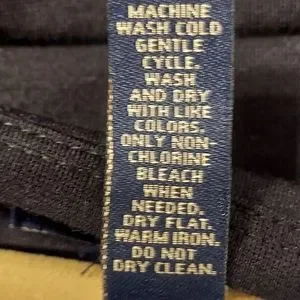 MACHINE
WASH COLD
GENTLE
CYCLE.
WASH
AND DRY
WITH LIKE
COLORS.
ONLY NON-
CHLORINE
BLEACH
WHEN
NEEDED.
DRY FLAT.
WARM IRON.
DO NOT
DRY CLEAN.